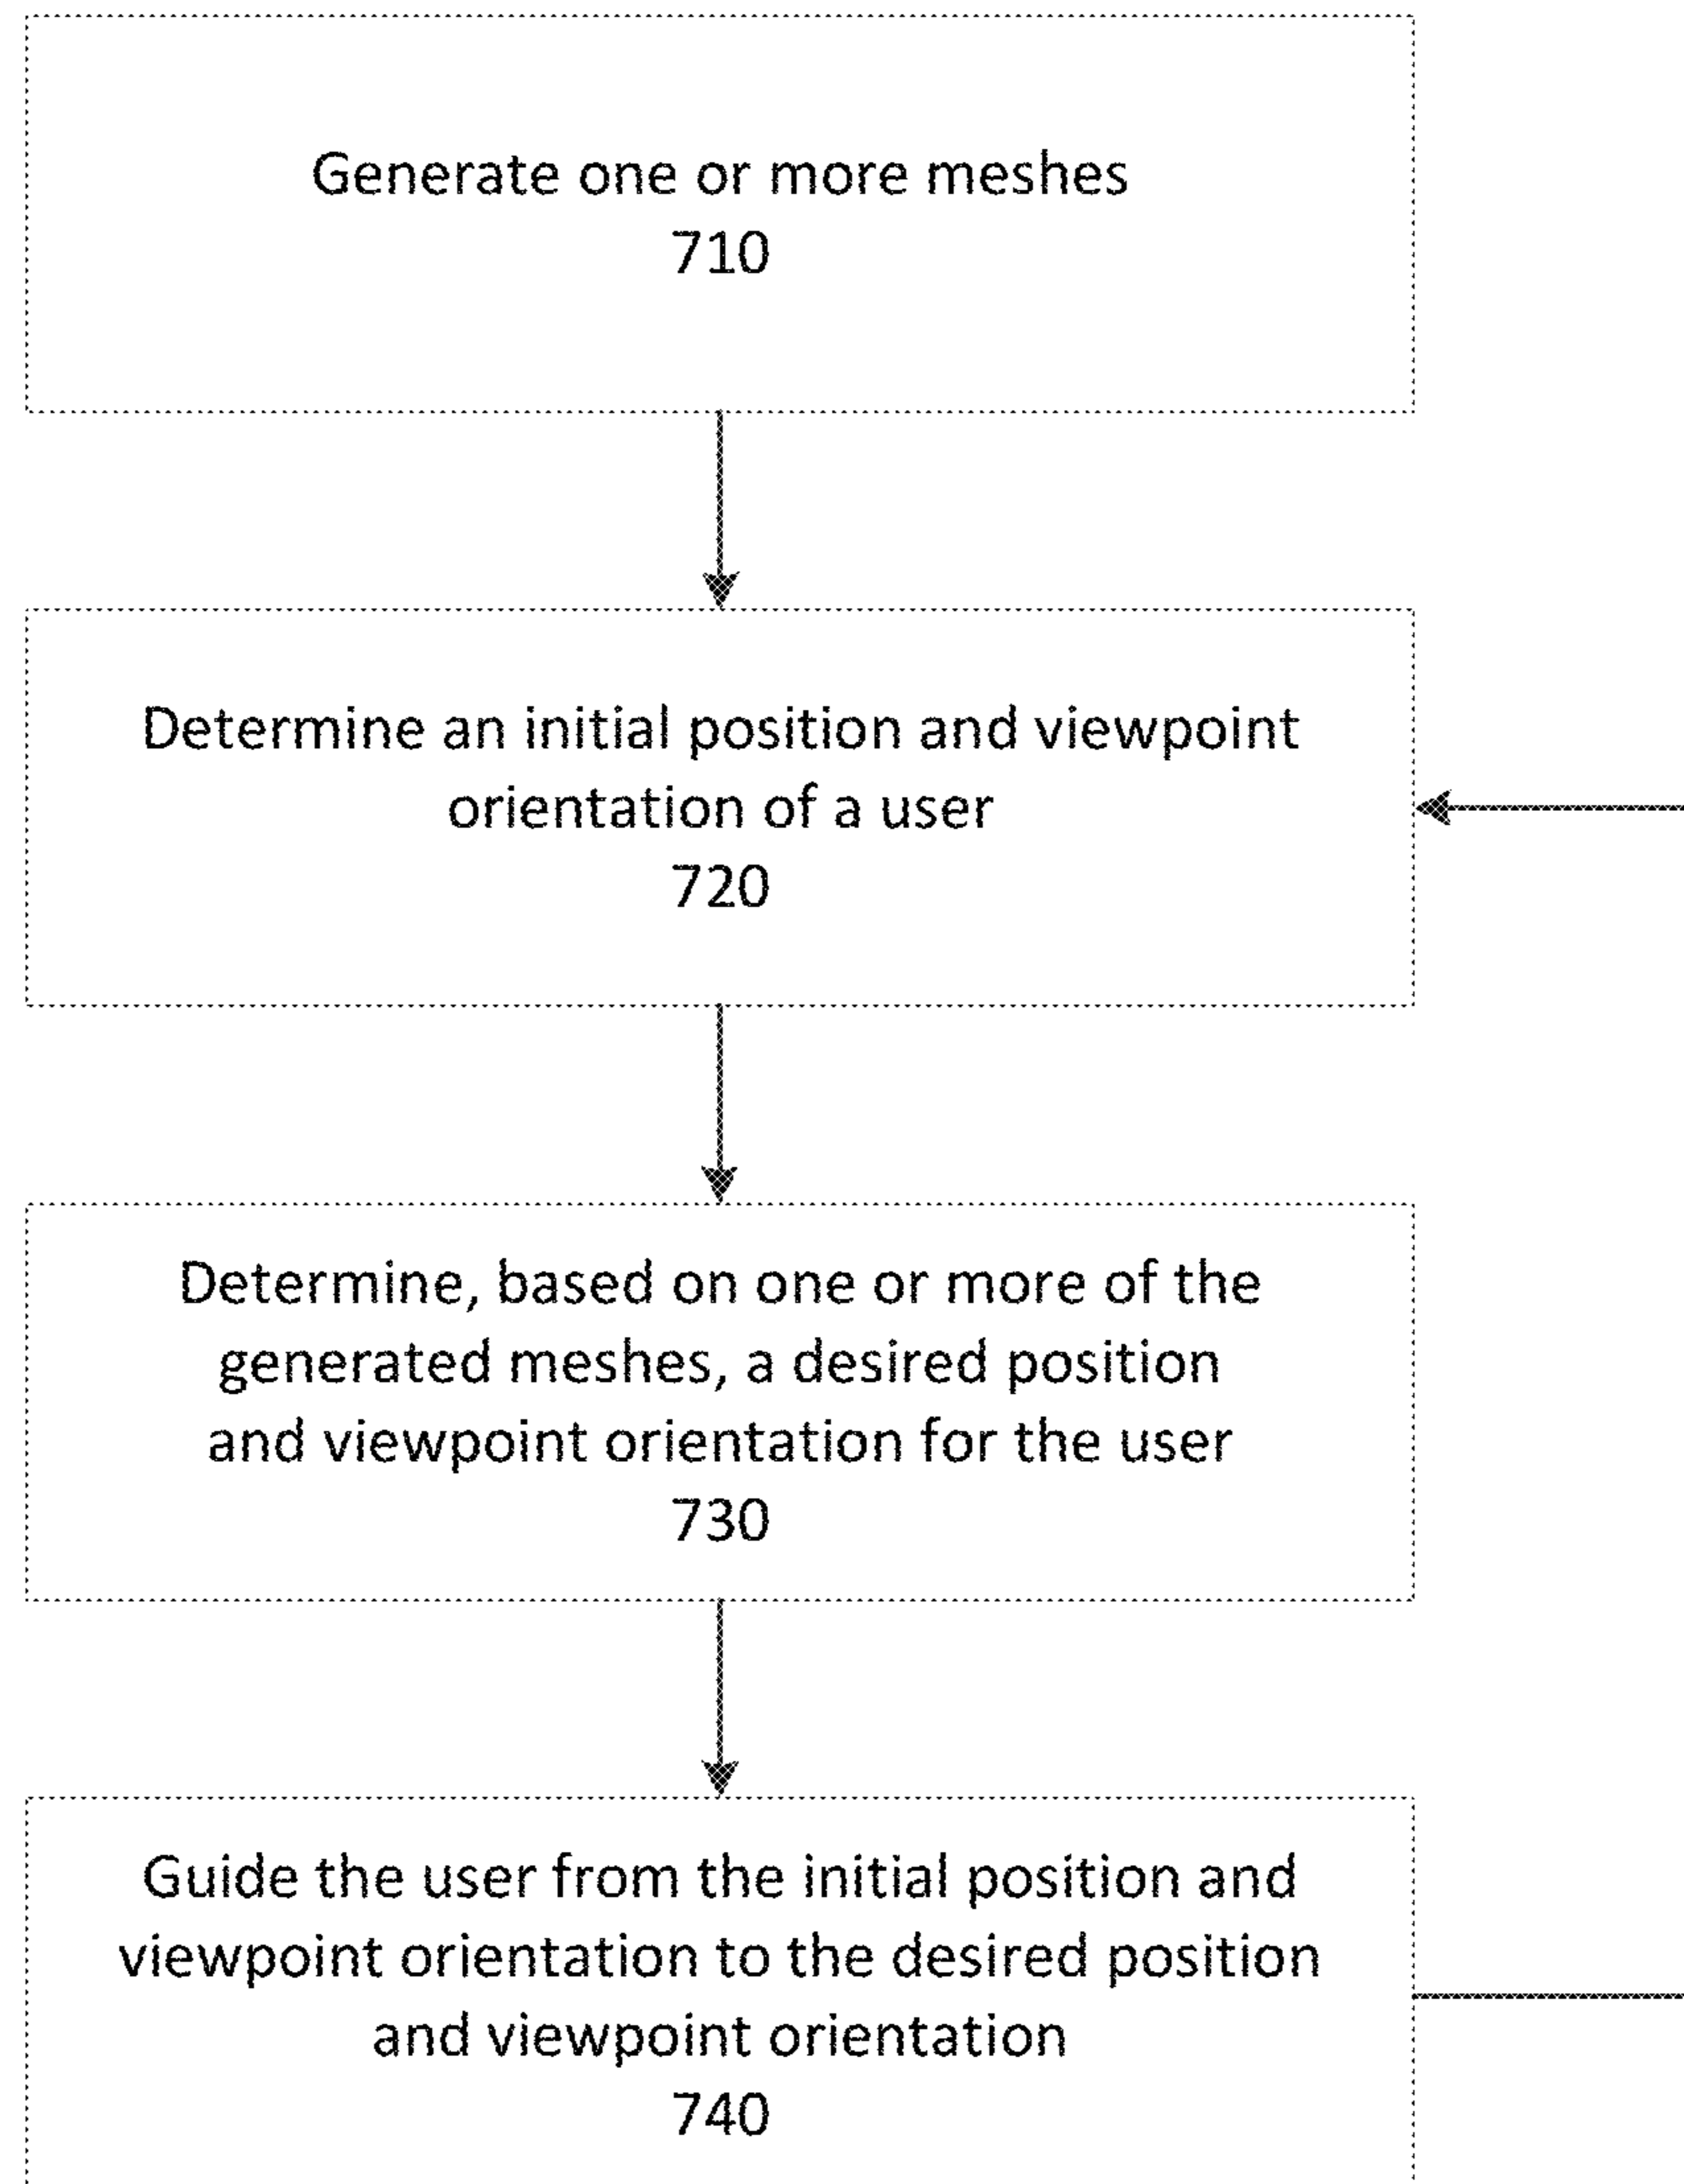 Generate one or more meshes
710
Determine an initial position and viewpoint
orientation of a user
720
Determine, based on one or more of the
generated meshes, a desired position
and viewpoint orientation for the user
730
Guide the user from the initial position and
viewpoint orientation to the desired position
and viewpoint orientation
740